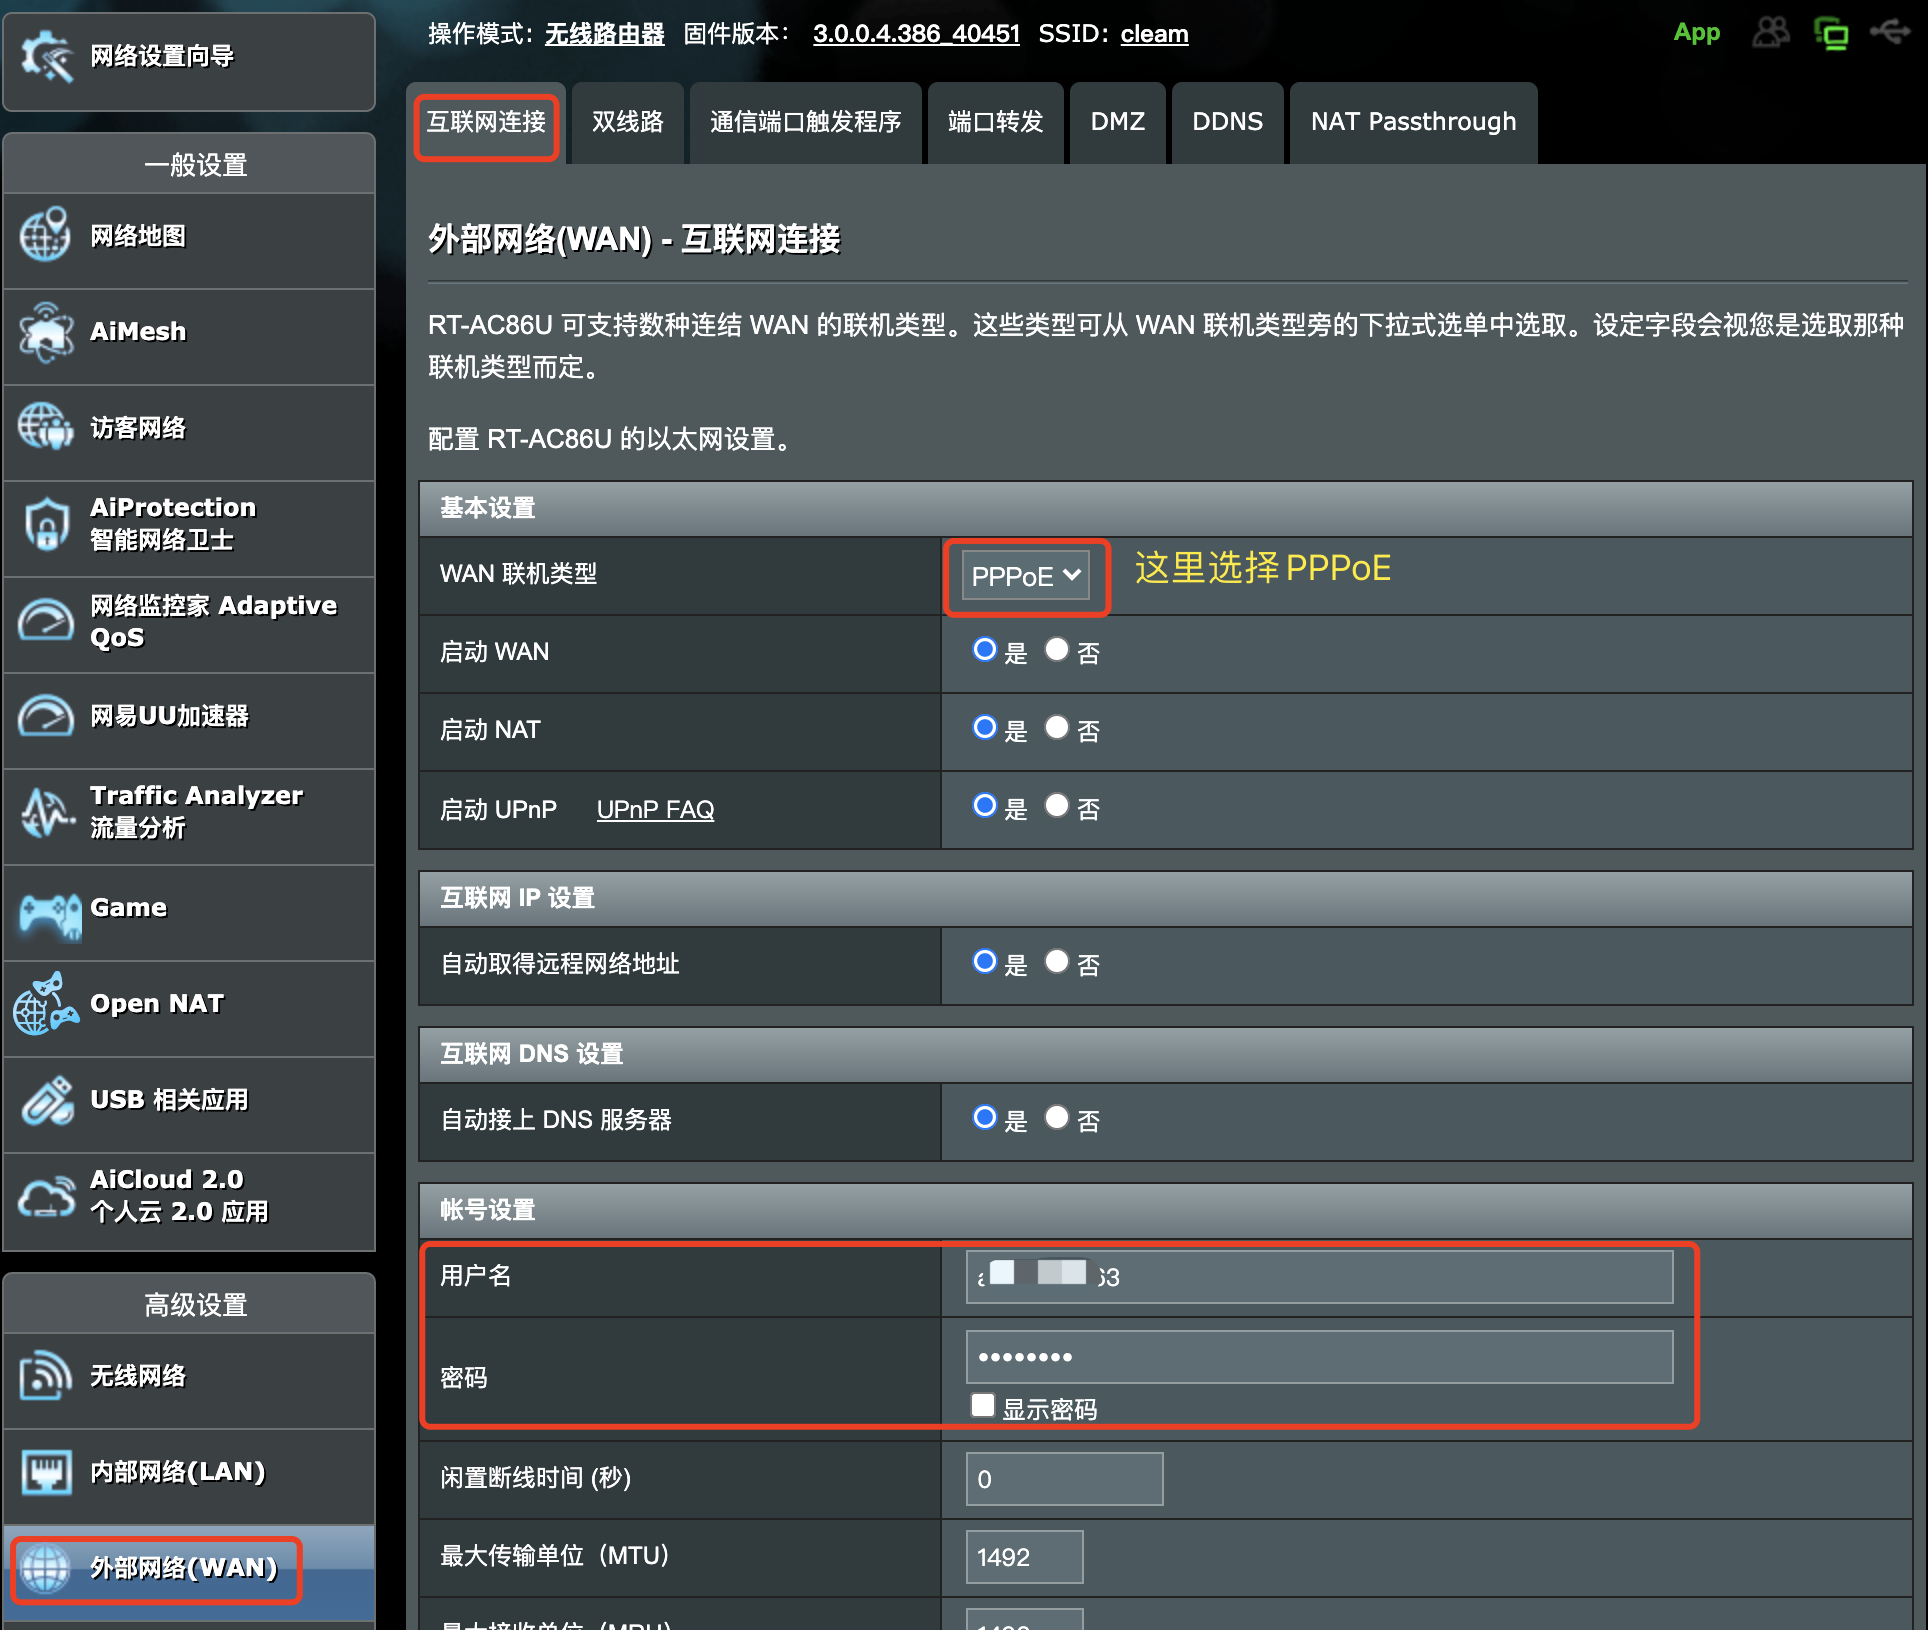 操作模式：无线路由器 固件版本： 3.0.0.4.386_40451 SSID: cleam
App
网络设置向导
一般设置
网络地图
AiMesh
访客网络
AiProtection
智能网络卫士
网络监控家 Adaptive
QoS
网易UU加速器
Traffic Analyzer
流量分析
Game
Open NAT
USB 相关应用
AiCloud 2.0
个人云 2.0 应用
高级设置
无线网络
内部网络(LAN)
外部网络(WAN)
互联网连接 双线路 通信端口触发程序 端口转发 DMZ DDNS NAT Passthrough
外部网络(WAN) - 互联网连接
RT-AC86U 可支持数种连结 WAN 的联机类型。这些类型可从 WAN 联机类型旁的下拉式选单中选取。设定字段会视您是选取那种
联机类型而定。
配置 RT-AC86U 的以太网设置。
基本设置
WAN 联机类型 PPPoE 这里选择PPPoE
启动 WAN 是 否
启动 NAT 是 否
启动 UPnP UPnP FAQ 是 否
互联网 IP 设置
自动取得远程网络地址 是 否
互联网 DNS 设置
自动接上 DNS 服务器 是 否
帐号设置
用户名 63
密码 ••••••••
显示密码
闲置断线时间 (秒) 0
最大传输单位（MTU） 1492